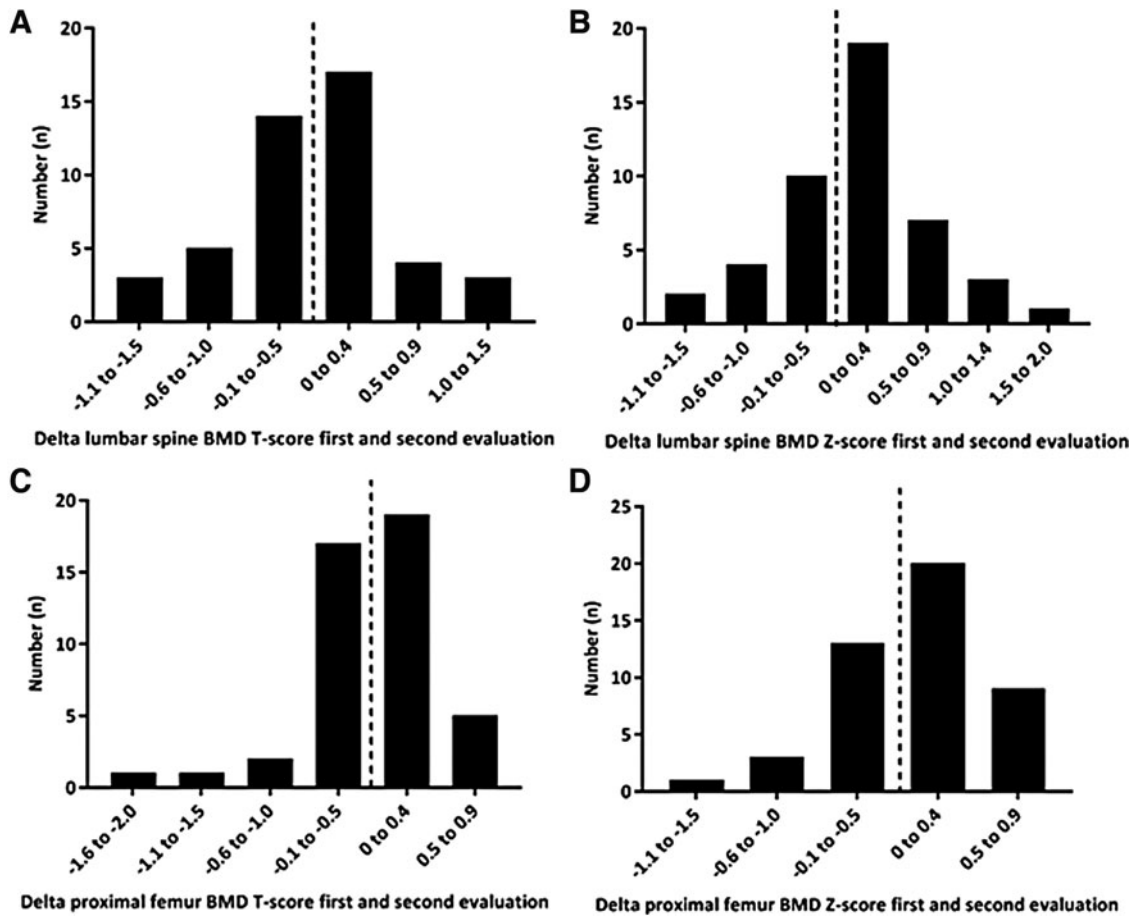 A
20
15
10
5
0
Number (n)
-1.1 to -1.5
-0.6 to -1.0
-0.1 to -0.5
0 to 0.4
0.5 to 0.9
1.0 to 1.5
Delta lumbar spine BMD T-score first and second evaluation
B
20
15
10
5
0
Number (n)
-1.1 to -1.5
-0.6 to -1.0
-0.1 to -0.5
0 to 0.4
0.5 to 0.9
1.0 to 1.4
1.5 to 2.0
Delta lumbar spine BMD Z-score first and second evaluation
C
20
15
10
5
0
Number (n)
-1.6 to -2.0
-1.1 to -1.5
-0.6 to -1.0
-0.1 to -0.5
0 to 0.4
0.5 to 0.9
Delta proximal femur BMD T-score first and second evaluation
D
25
20
15
10
5
0
Number (n)
-1.1 to -1.5
-0.6 to -1.0
-0.1 to -0.5
0 to 0.4
0.5 to 0.9
Delta proximal femur BMD Z-score first and second evaluation